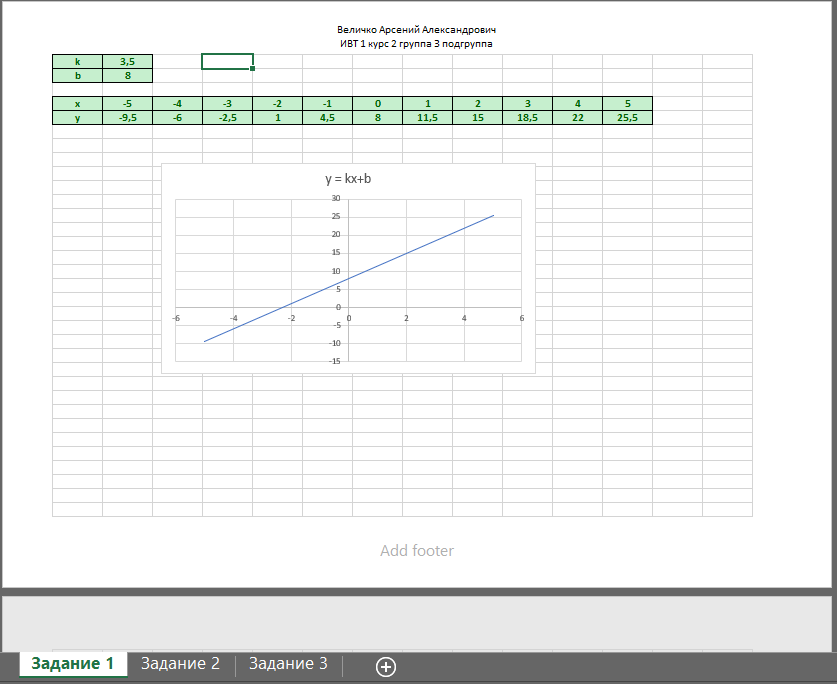 Величко Арсений Александрович
ИВТ 1 курс 2 группа 3 подгруппа
k 3,5
b 8
x -5 -4 -3 -2 -1 0 1 2 3 4 5
y -9,5 -6 -2,5 1 4,5 8 11,5 15 18,5 22 25,5
y = kx+b
30
25
20
15
10
5
0
-6 -4 -2 0 2 4 6
-5
-10
-15
Add footer
Задание 1 Задание 2 Задание 3